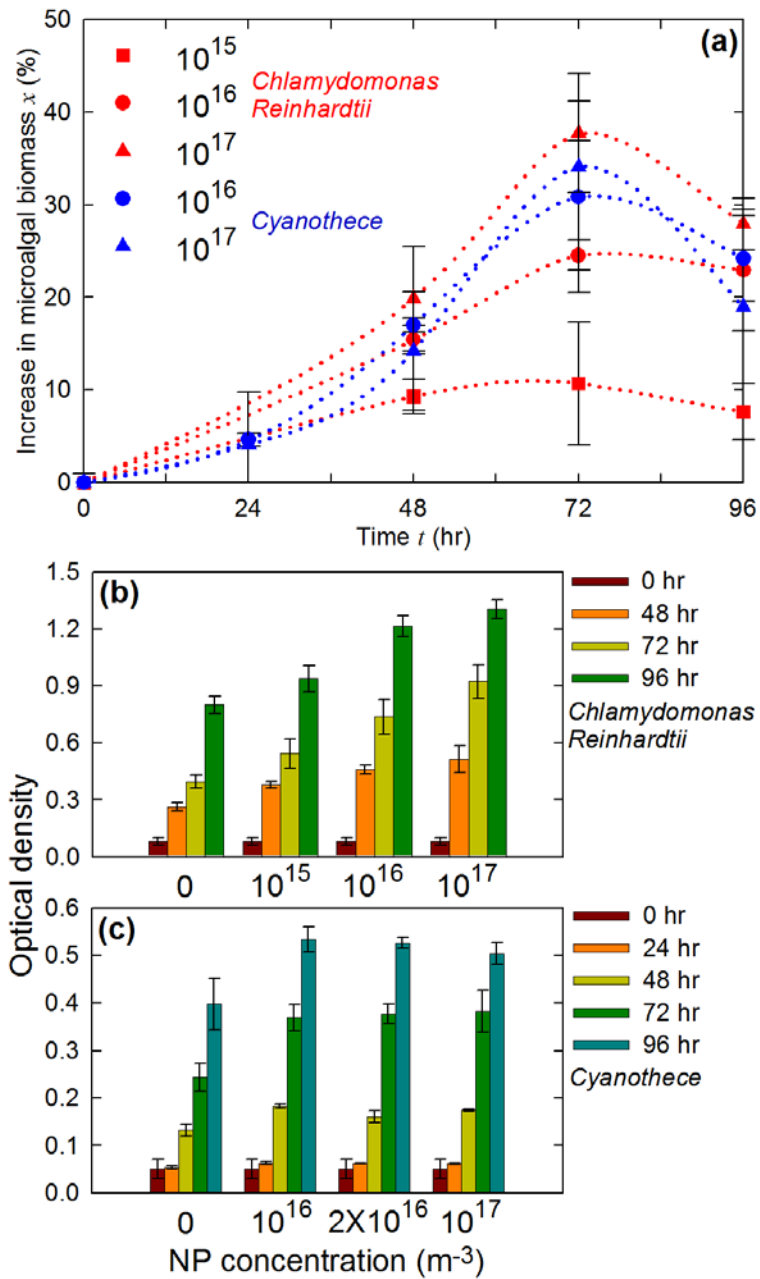 (a)
Increase in microalgal biomass x (%)
50
40
30
20
10
0
10^15
10^16
10^17
Chlamydomonas
Reinhardtii
10^16
10^17
Cyanothece
0 24 48 72 96
Time t (hr)
(b)
Optical density
1.5
1.2
0.9
0.6
0.3
0.0
0 10^15 10^16 10^17
0 hr
48 hr
72 hr
96 hr
Chlamydomonas
Reinhardtii
(c)
0.6
0.5
0.4
0.3
0.2
0.1
0.0
0 10^16 2X10^16 10^17
NP concentration (m^-3)
0 hr
24 hr
48 hr
72 hr
96 hr
Cyanothece